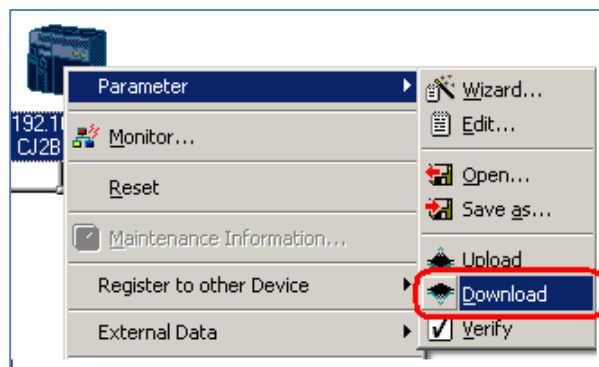 Parameter
Wizard...
192.1
Edit...
CJ2B
Monitor...
Open...
Reset
Save as...
Maintenance Information...
Upload
Register to other Device
Download
External Data
Verify